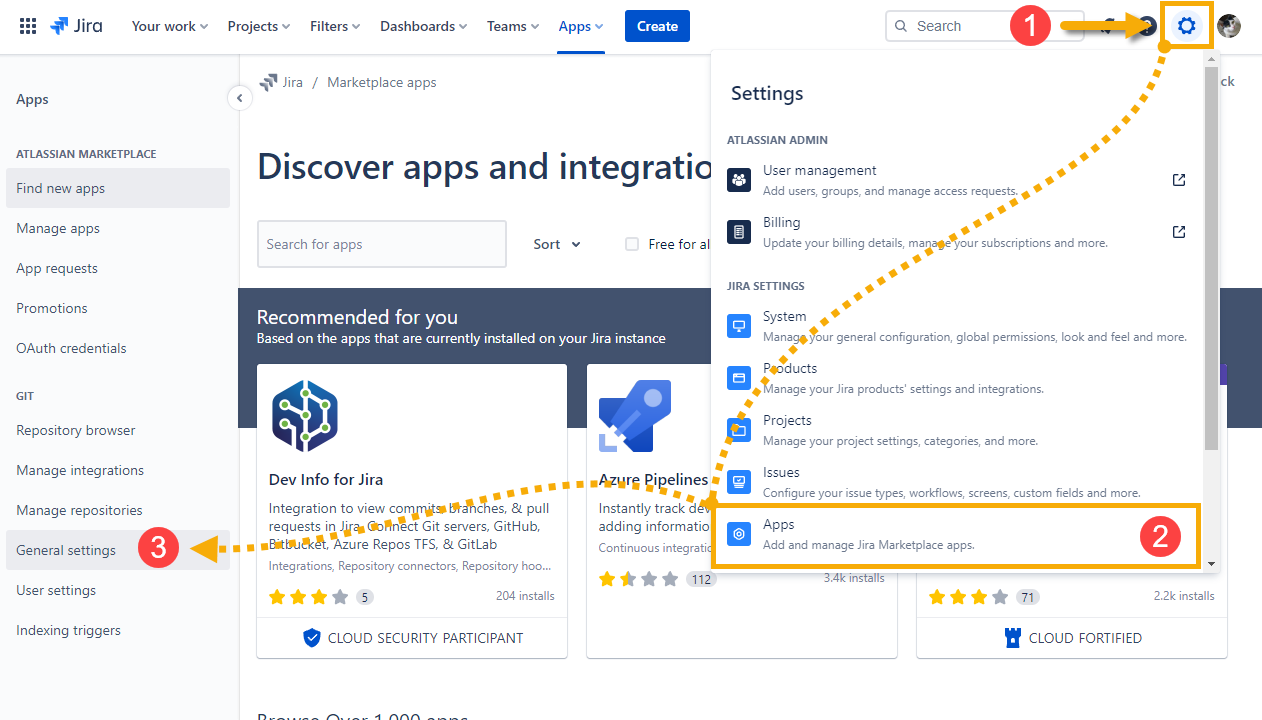 Jira
Your work
Projects
Filters
Dashboards
Teams
Apps
Create
Search
1
Apps
ATLASSIAN MARKETPLACE
Find new apps
Manage apps
App requests
Promotions
OAuth credentials
GIT
Repository browser
Manage integrations
Manage repositories
General settings
3
User settings
Indexing triggers
Jira / Marketplace apps
ck
Discover apps and integratio
Search for apps
Sort
Free for al
Recommended for you
Based on the apps that are currently installed on your Jira instance
Dev Info for Jira
Integration to view commits, branches, & pull
requests in Jira. Connect Git servers, GitHub,
Bitbucket, Azure Repos TFS, & GitLab
Integrations, Repository connectors, Repository hoo...
5
204 installs
CLOUD SECURITY PARTICIPANT
Azure Pipelines
Instantly track dev
adding informatio
Continuous integratio
112
3.4k installs
71
2.2k installs
CLOUD FORTIFIED
Settings
ATLASSIAN ADMIN
User management
Add users, groups, and manage access requests.
Billing
Update your billing details, manage your subscriptions and more.
JIRA SETTINGS
System
Manage your general configuration, global permissions, look and feel and more.
Products
Manage your Jira products' settings and integrations.
Projects
Manage your project settings, categories, and more.
Issues
Configure your issue types, workflows, screens, custom fields and more.
Apps
Add and manage Jira Marketplace apps.
2
Browse Over 1,000 apps